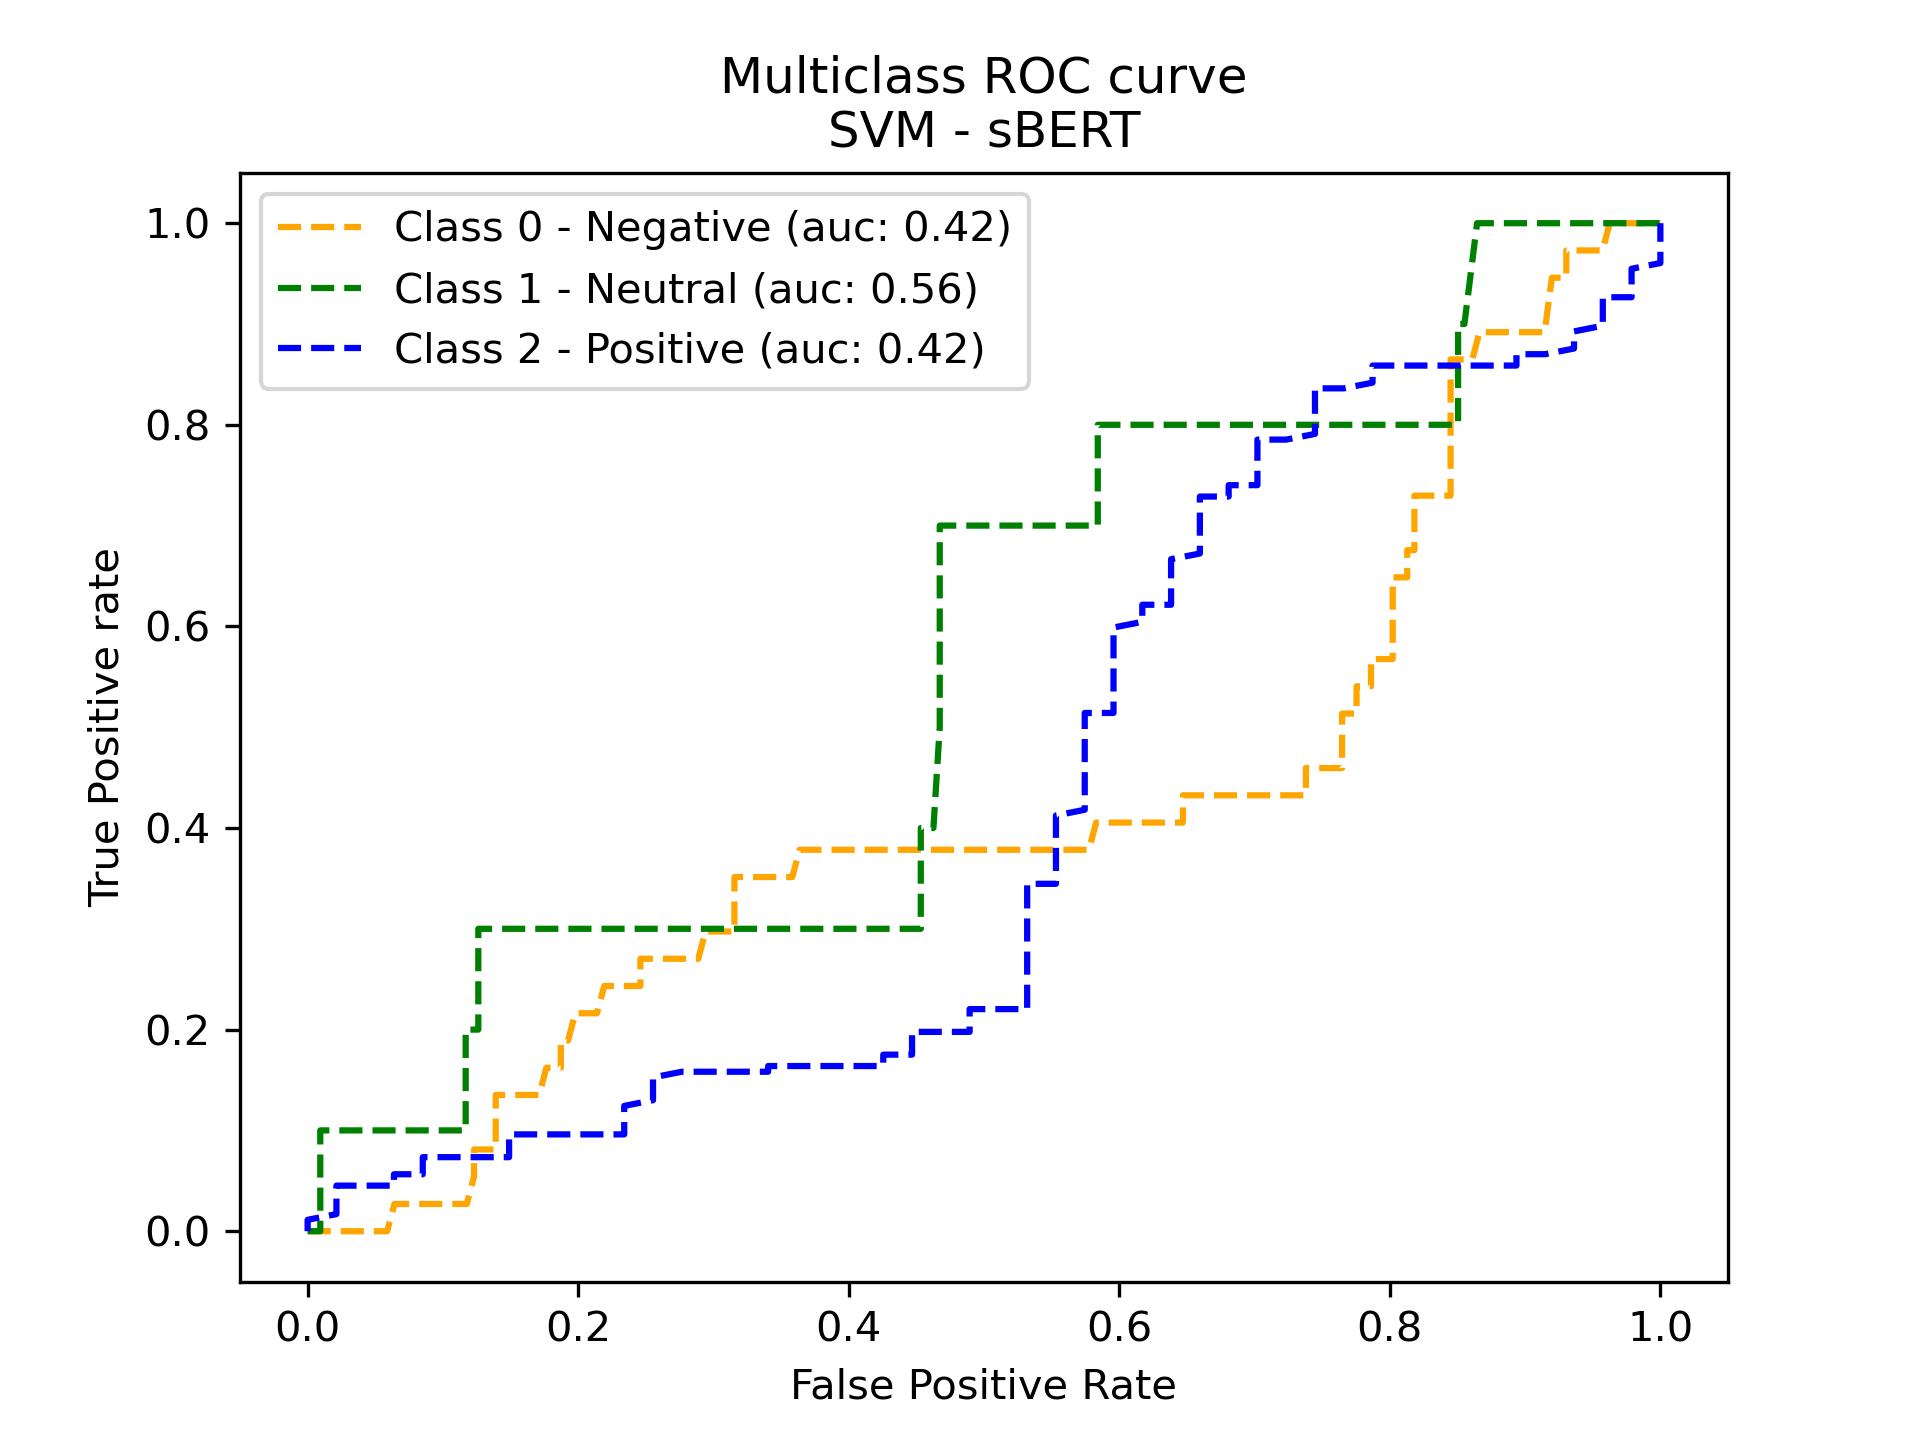 Multiclass ROC curve
SVM - sBERT
Class 0 - Negative (auc: 0.42)
Class 1 - Neutral (auc: 0.56)
Class 2 - Positive (auc: 0.42)
True Positive rate
1.0
0.8
0.6
0.4
0.2
0.0
0.0 0.2 0.4 0.6 0.8 1.0
False Positive Rate